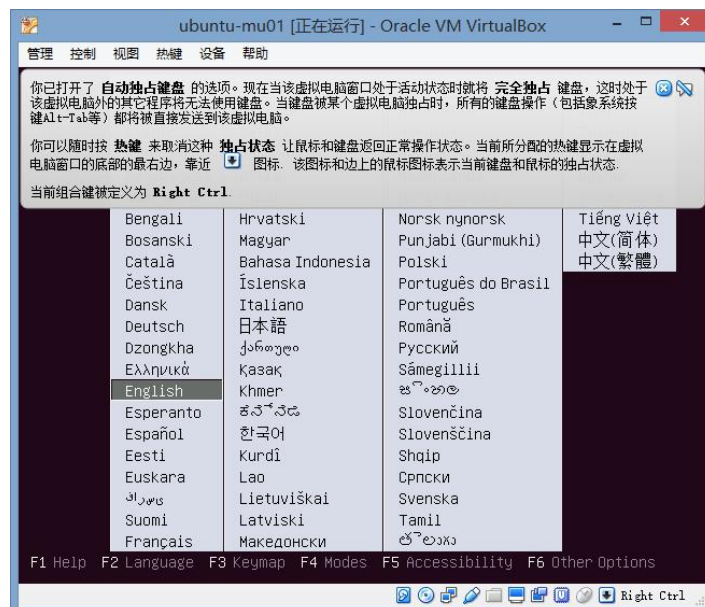 ubuntu-mu01 [正在运行] - Oracle VM VirtualBox
管理 控制 视图 热键 设备 帮助
你已打开了 自动独占键盘 的选项。现在当该虚拟电脑窗口处于活动状态时就将 完全独占 键盘，这时处于
该虚拟电脑外的其它程序将无法使用键盘。当键盘被某个虚拟电脑独占时，所有的键盘操作（包括象系统按
键Alt-Tab等）都将被直接发送到该虚拟电脑。
你可以随时按 热键 来取消这种 独占状态 让鼠标和键盘返回正常操作状态。当前所分配的热键显示在虚拟
电脑窗口的底部的最右边，靠近 图标. 该图标和边上的鼠标图标表示当前键盘和鼠标的独占状态.
当前组合键被定义为 Right Ctrl.
Bengali Hrvatski Norsk nynorsk Tiếng Việt
Bosanski Magyar Punjabi (Gurmukhi) 中文(简体)
Català Bahasa Indonesia Polski 中文(繁體)
Čeština Íslenska Português do Brasil
Dansk Italiano Português
Deutsch 日本語 Română
Dzongkha ქართული Русский
Ελληνικά Қазақ Sámegillii
English Khmer
Esperanto Slovenčina
Español 한국어 Slovenščina
Eesti Kurdî Shqip
Euskara Lao Српски
Lietuviškai Svenska
Suomi Latviski Tamil
Français Македонски
F1 Help F2 Language F3 Keymap F4 Modes F5 Accessibility F6 Other Options
Right Ctrl